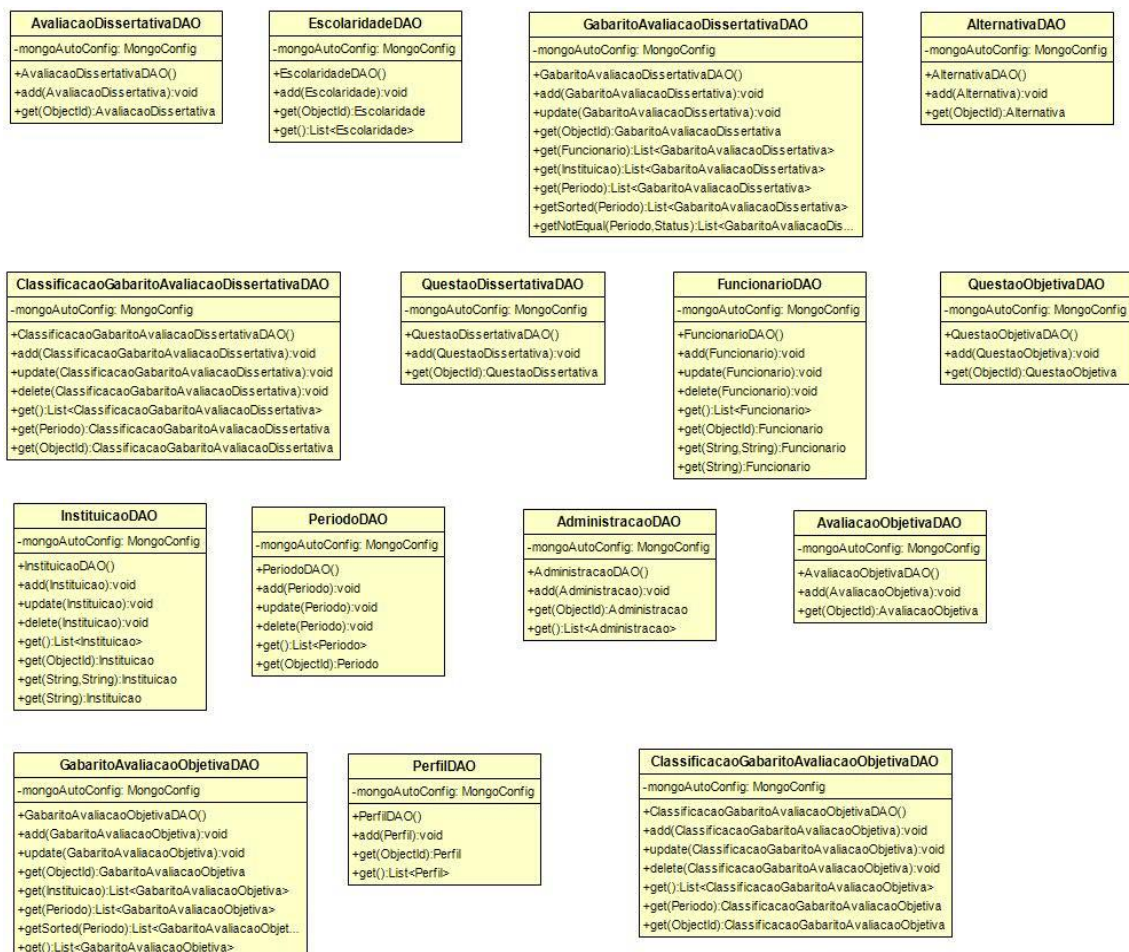 AvaliacaoDissertativaDAO
-mongoAutoConfig: MongoConfig
+AvaliacaoDissertativaDAO()
+add(AvaliacaoDissertativa):void
+get(ObjectId):AvaliacaoDissertativa
EscolaridadeDAO
-mongoAutoConfig: MongoConfig
+EscolaridadeDAO()
+add(Escolaridade):void
+get(ObjectId):Escolaridade
+get():List<Escolaridade>
GabaritoAvaliacaoDissertativaDAO
-mongoAutoConfig: MongoConfig
+GabaritoAvaliacaoDissertativaDAO()
+add(GabaritoAvaliacaoDissertativa):void
+update(GabaritoAvaliacaoDissertativa):void
+get(ObjectId):GabaritoAvaliacaoDissertativa
+get(Funcionario):List<GabaritoAvaliacaoDissertativa>
+get(Instituicao):List<GabaritoAvaliacaoDissertativa>
+get(Periodo):List<GabaritoAvaliacaoDissertativa>
+getSorted(Periodo):List<GabaritoAvaliacaoDissertativa>
+getNotEqual(Periodo,Status):List<GabaritoAvaliacaoDis...
AlternativaDAO
-mongoAutoConfig: MongoConfig
+AlternativaDAO()
+add(Alternativa):void
+get(ObjectId):Alternativa
ClassificacaoGabaritoAvaliacaoDissertativaDAO
-mongoAutoConfig: MongoConfig
+ClassificacaoGabaritoAvaliacaoDissertativaDAO()
+add(ClassificacaoGabaritoAvaliacaoDissertativa):void
+update(ClassificacaoGabaritoAvaliacaoDissertativa):void
+delete(ClassificacaoGabaritoAvaliacaoDissertativa):void
+get():List<ClassificacaoGabaritoAvaliacaoDissertativa>
+get(Periodo):ClassificacaoGabaritoAvaliacaoDissertativa
+get(ObjectId):ClassificacaoGabaritoAvaliacaoDissertativa
QuestaoDissertativaDAO
-mongoAutoConfig: MongoConfig
+QuestaoDissertativaDAO()
+add(QuestaoDissertativa):void
+get(ObjectId):QuestaoDissertativa
FuncionarioDAO
-mongoAutoConfig: MongoConfig
+FuncionarioDAO()
+add(Funcionario):void
+update(Funcionario):void
+delete(Funcionario):void
+get():List<Funcionario>
+get(ObjectId):Funcionario
+get(String,String):Funcionario
+get(String):Funcionario
QuestaoObjetivaDAO
-mongoAutoConfig: MongoConfig
+QuestaoObjetivaDAO()
+add(QuestaoObjetiva):void
+get(ObjectId):QuestaoObjetiva
InstituicaoDAO
-mongoAutoConfig: MongoConfig
+InstituicaoDAO()
+add(Instituicao):void
+update(Instituicao):void
+delete(Instituicao):void
+get():List<Instituicao>
+get(ObjectId):Instituicao
+get(String,String):Instituicao
+get(String):Instituicao
PeriodoDAO
-mongoAutoConfig: MongoConfig
+PeriodoDAO()
+add(Periodo):void
+update(Periodo):void
+delete(Periodo):void
+get():List<Periodo>
+get(ObjectId):Periodo
AdministracaoDAO
-mongoAutoConfig: MongoConfig
+AdministracaoDAO()
+add(Administracao):void
+get(ObjectId):Administracao
+get():List<Administracao>
AvaliacaoObjetivaDAO
-mongoAutoConfig: MongoConfig
+AvaliacaoObjetivaDAO()
+add(AvaliacaoObjetiva):void
+get(ObjectId):AvaliacaoObjetiva
GabaritoAvaliacaoObjetivaDAO
-mongoAutoConfig: MongoConfig
+GabaritoAvaliacaoObjetivaDAO()
+add(GabaritoAvaliacaoObjetiva):void
+update(GabaritoAvaliacaoObjetiva):void
+get(ObjectId):GabaritoAvaliacaoObjetiva
+get(Instituicao):List<GabaritoAvaliacaoObjetiva>
+get(Periodo):List<GabaritoAvaliacaoObjetiva>
+getSorted(Periodo):List<GabaritoAvaliacaoObjet...
+get():List<GabaritoAvaliacaoObjetiva>
PerfilDAO
-mongoAutoConfig: MongoConfig
+PerfilDAO()
+add(Perfil):void
+get(ObjectId):Perfil
+get():List<Perfil>
ClassificacaoGabaritoAvaliacaoObjetivaDAO
-mongoAutoConfig: MongoConfig
+ClassificacaoGabaritoAvaliacaoObjetivaDAO()
+add(ClassificacaoGabaritoAvaliacaoObjetiva):void
+update(ClassificacaoGabaritoAvaliacaoObjetiva):void
+delete(ClassificacaoGabaritoAvaliacaoObjetiva):void
+get():List<ClassificacaoGabaritoAvaliacaoObjetiva>
+get(Periodo):ClassificacaoGabaritoAvaliacaoObjetiva
+get(ObjectId):ClassificacaoGabaritoAvaliacaoObjetiva